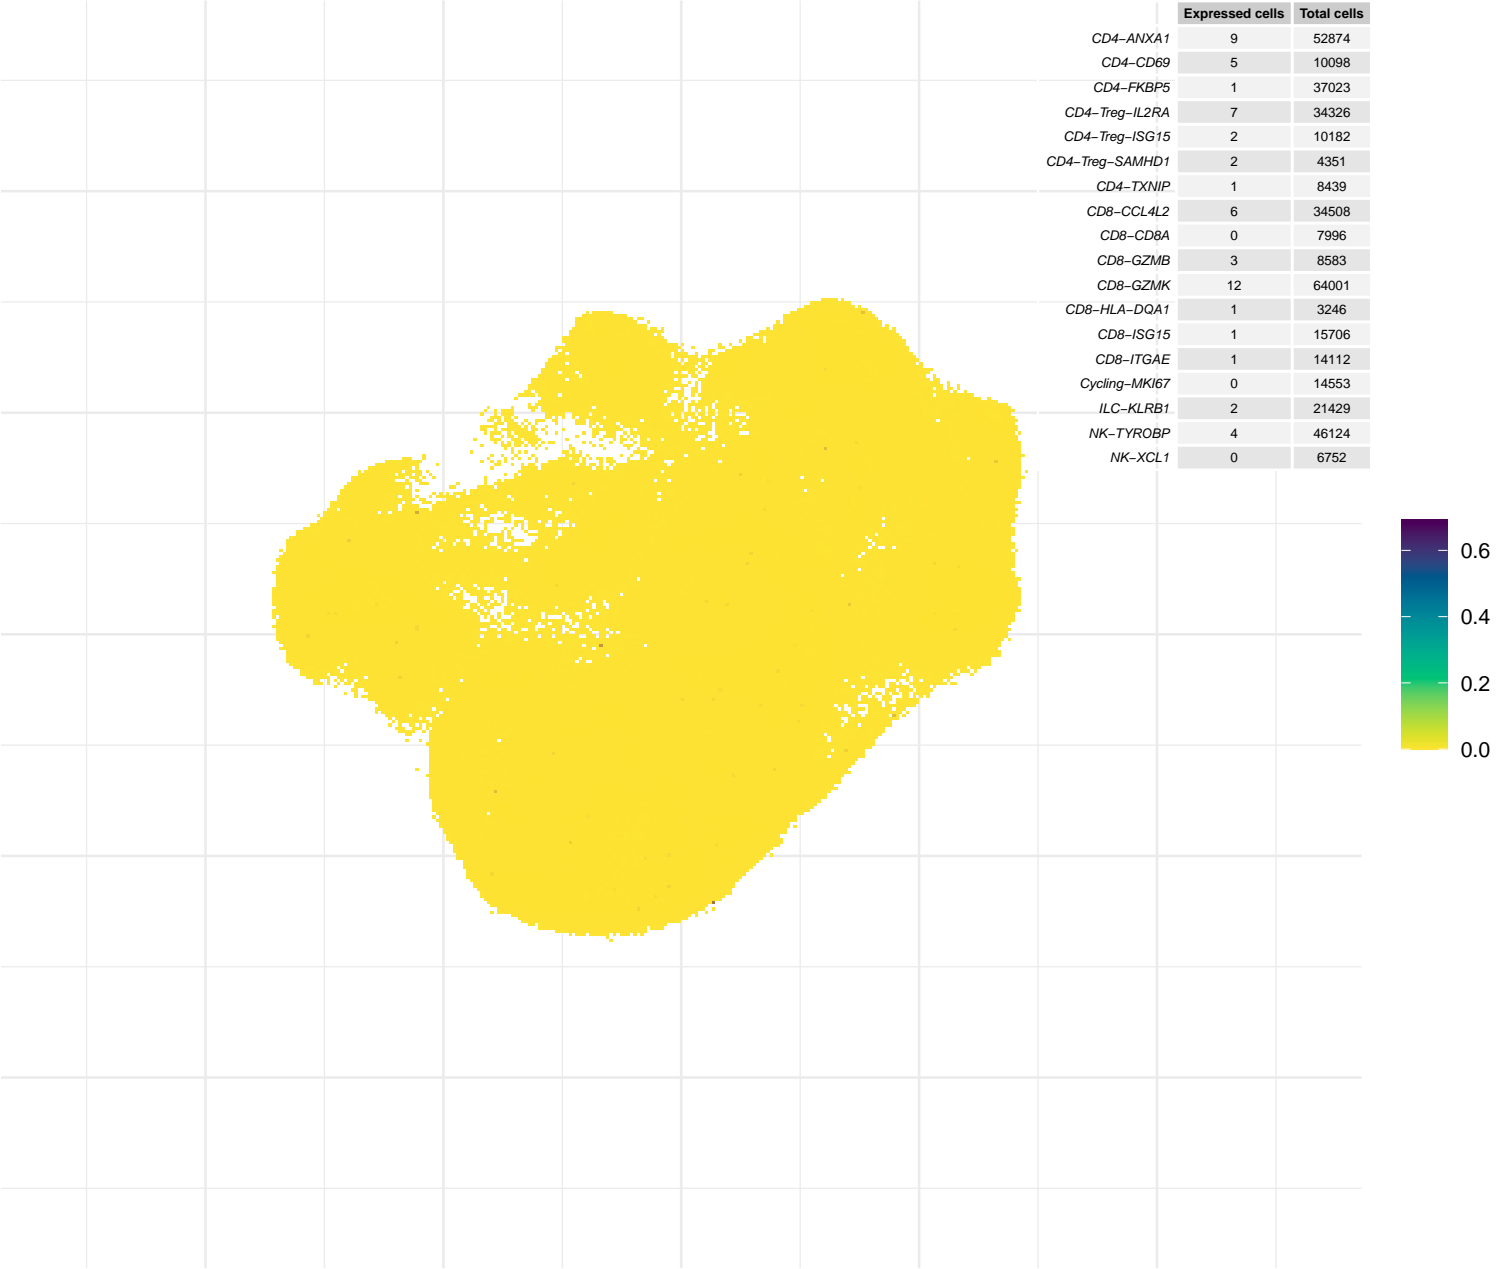 Expressed cells Total cells
CD4−ANXA1 9 52874
CD4−CD69 5 10098
CD4−FKBP5 1 37023
CD4−Treg−IL2RA 7 34326
CD4−Treg−ISG15 2 10182
CD4−Treg−SAMHD1 2 4351
CD4−TXNIP 1 8439
CD8−CCL4L2 6 34508
CD8−CD8A 0 7996
CD8−GZMB 3 8583
CD8−GZMK 12 64001
CD8−HLA−DQA1 1 3246
CD8−ISG15 1 15706
CD8−ITGAE 1 14112
Cycling−MKI67 0 14553
ILC−KLRB1 2 21429
NK−TYROBP 4 46124
NK−XCL1 0 6752
0.6
0.4
0.2
0.0